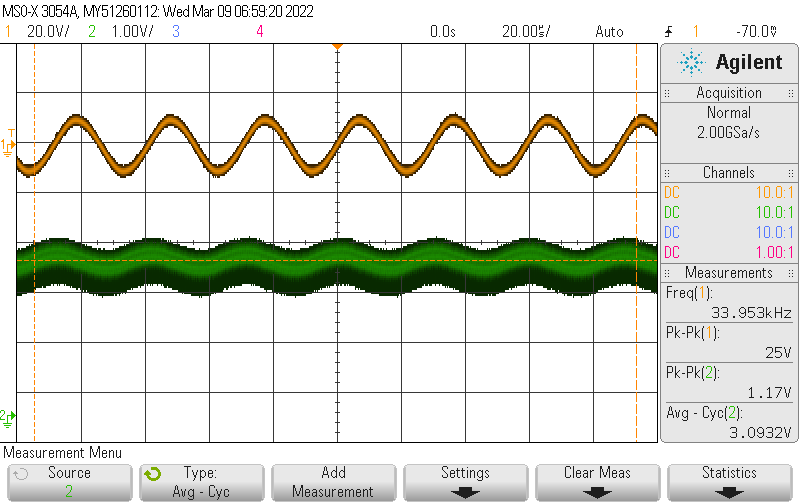 MSO-X 3054A, MY51260112: Wed Mar 09 06:59:20 2022
1 20.0V/ 2 1.00V/ 3 4 0.0s 20.00㎲/ Auto 1 -70.0㎷
Agilent
Acquisition
Normal
2.00GSa/s
Channels
DC 10.0:1
DC 10.0:1
DC 10.0:1
DC 1.00:1
Measurements
Freq(1):
33.953kHz
Pk-Pk(1):
25V
Pk-Pk(2):
1.17V
Avg - Cyc(2):
3.0932V
T
1
2
Measurement Menu
Source
2
Type:
Avg - Cyc
Add
Measurement
Settings
Clear Meas
Statistics